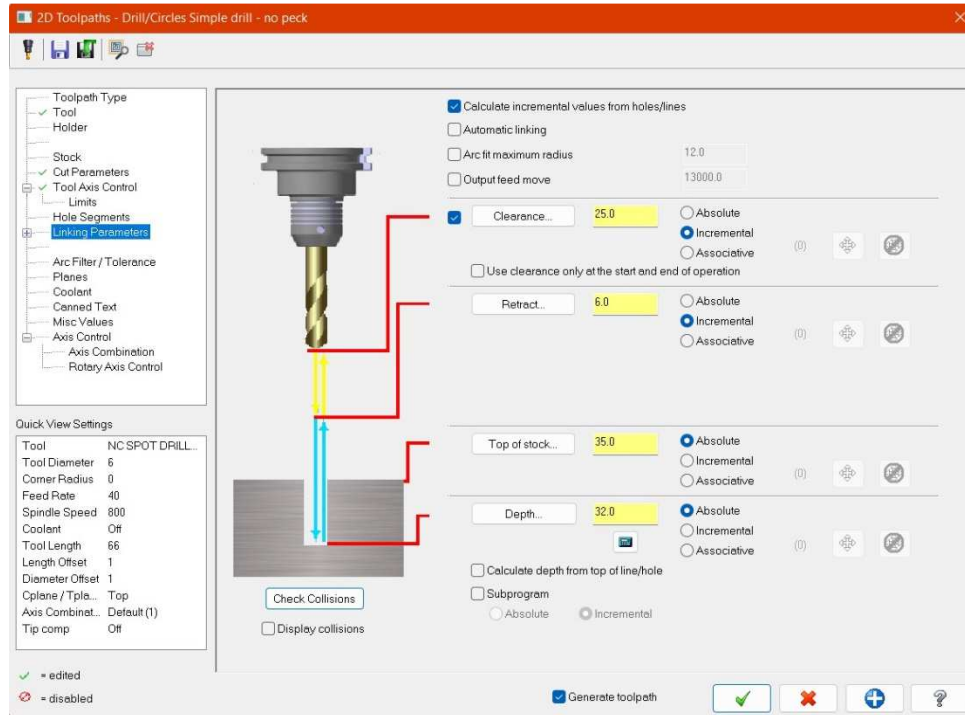 2D Toolpaths - Drill/Circles Simple drill - no peck
Toolpath Type
Tool
Holder
Stock
Cut Parameters
Tool Axis Control
Limits
Hole Segments
Linking Parameters
Arc Filter / Tolerance
Planes
Coolant
Canned Text
Misc Values
Axis Control
Axis Combination
Rotary Axis Control
Quick View Settings
Tool NC SPOT DRILL...
Tool Diameter 6
Corner Radius 0
Feed Rate 40
Spindle Speed 800
Coolant Off
Tool Length 66
Length Offset 1
Diameter Offset 1
Cplane / Tpla... Top
Axis Combinat... Default (1)
Tip comp Off
= edited
= disabled
Check Collisions
Display collisions
Calculate incremental values from holes/lines
Automatic linking
Arc fit maximum radius 12.0
Output feed move 13000.0
Clearance... 25.0 Absolute
Incremental
Associative (0)
Use clearance only at the start and end of operation
Retract... 6.0 Absolute
Incremental
Associative (0)
Top of stock... 35.0 Absolute
Incremental
Associative (0)
Depth... 32.0 Absolute
Incremental
Associative (0)
Calculate depth from top of line/hole
Subprogram
Absolute Incremental
Generate toolpath